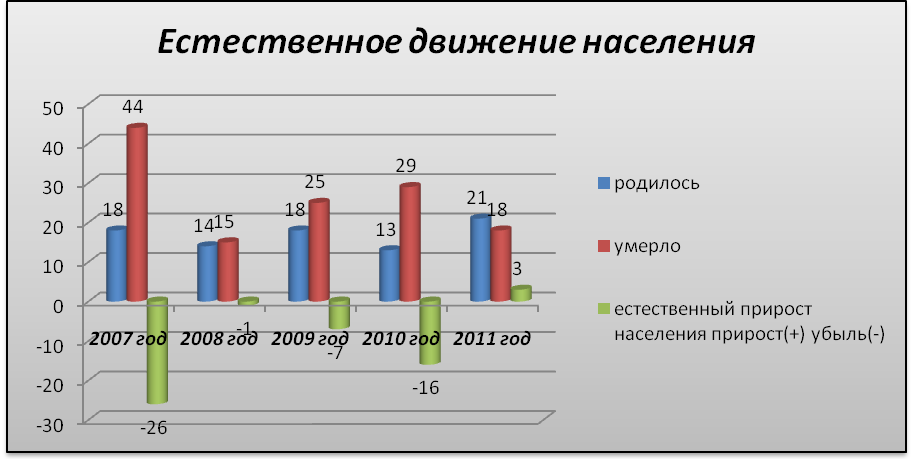 Естественное движение населения
50
40
30
20
10
0
-10
-20
-30
18
44
-26
14
15
-1
18
25
-7
13
29
-16
21
18
3
2007 год
2008 год
2009 год
2010 год
2011 год
родилось
умерло
естественный прирост
населения прирост(+) убыль(-)